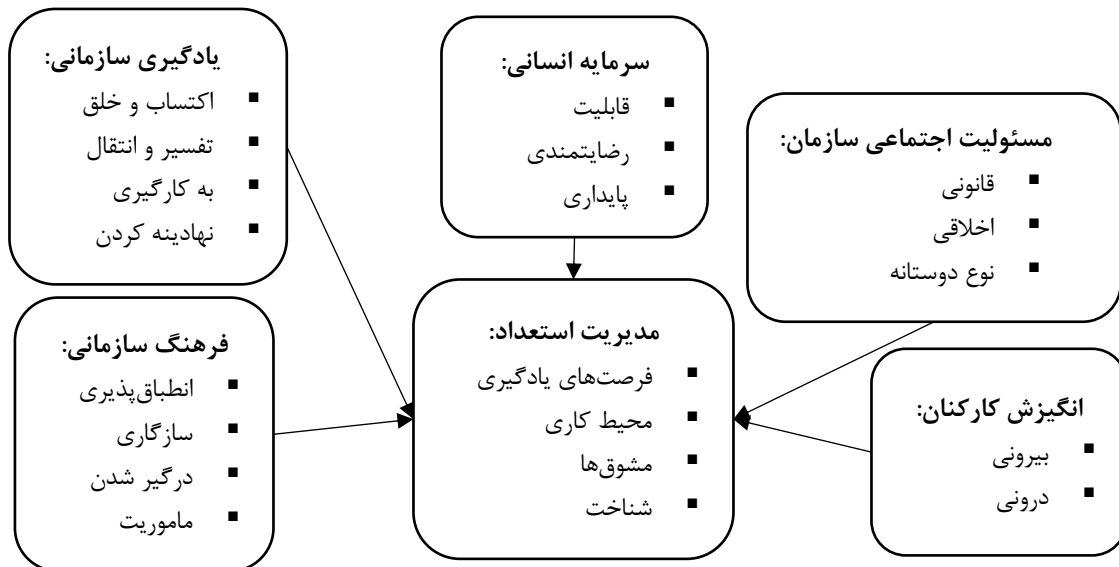 یادگیری سازمانی:
▪ اکتساب و خلق
▪ تفسیر و انتقال
▪ به کارگیری
▪ نهادینه کردن
سرمایه انسانی:
▪ قابلیت
▪ رضایتمندی
▪ پایداری
مسئولیت اجتماعی سازمان:
▪ قانونی
▪ اخلاقی
▪ نوع دوستانه
فرهنگ سازمانی:
▪ انطباق‌پذیری
▪ سازگاری
▪ درگیر شدن
▪ ماموریت
مدیریت استعداد:
▪ فرصت‌های یادگیری
▪ محیط کاری
▪ مشوق‌ها
▪ شناخت
انگیزش کارکنان:
▪ بیرونی
▪ درونی